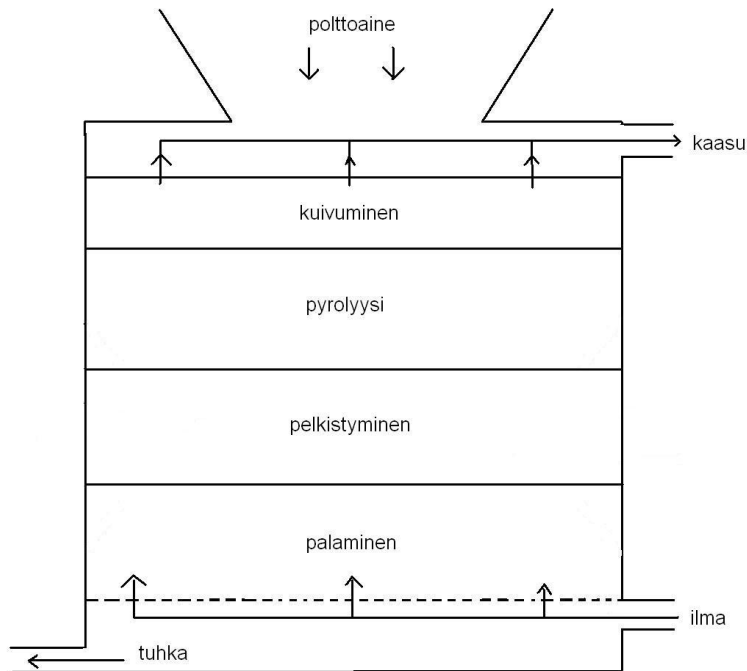 polttoaine
kaasu
kuivuminen
pyrolyysi
pelkistyminen
palaminen
ilma
tuhka